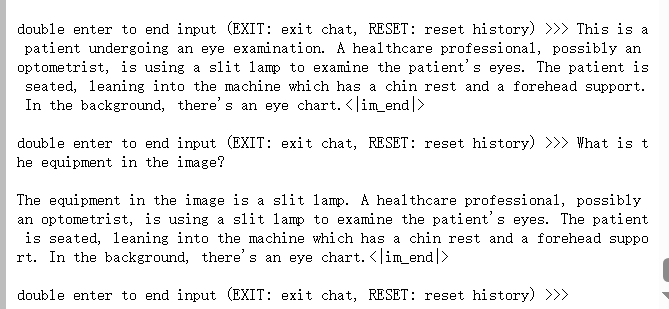 double enter to end input (EXIT: exit chat, RESET: reset history) >>> This is a
patient undergoing an eye examination. A healthcare professional, possibly an
optometrist, is using a slit lamp to examine the patient's eyes. The patient is
seated, leaning into the machine which has a chin rest and a forehead support.
In the background, there's an eye chart.<|im_end|>
double enter to end input (EXIT: exit chat, RESET: reset history) >>> What is t
he equipment in the image?
The equipment in the image is a slit lamp. A healthcare professional, possibly
an optometrist, is using a slit lamp to examine the patient's eyes. The patient
is seated, leaning into the machine which has a chin rest and a forehead suppo
rt. In the background, there's an eye chart.<|im_end|>
double enter to end input (EXIT: exit chat, RESET: reset history) >>>